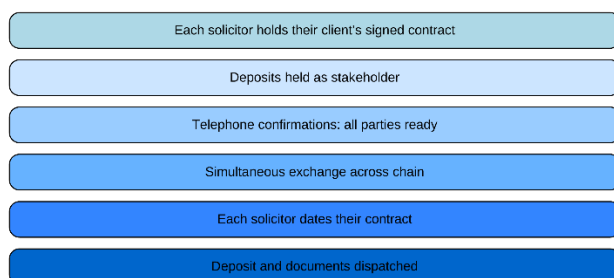 Each solicitor holds their client's signed contract
Deposits held as stakeholder
Telephone confirmations: all parties ready
Simultaneous exchange across chain
Each solicitor dates their contract
Deposit and documents dispatched